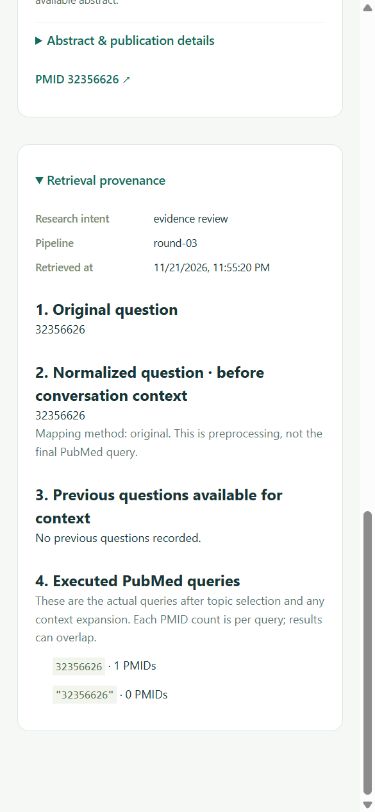 available abstract.
▶ Abstract & publication details
PMID 32356626 ↗
▼ Retrieval provenance
Research intent evidence review
Pipeline round-03
Retrieved at 11/21/2026, 11:55:20 PM
1. Original question
32356626
2. Normalized question · before
conversation context
32356626
Mapping method: original. This is preprocessing, not the
final PubMed query.
3. Previous questions available for
context
No previous questions recorded.
4. Executed PubMed queries
These are the actual queries after topic selection and any
context expansion. Each PMID count is per query; results
can overlap.
32356626 · 1 PMIDs
"32356626" · 0 PMIDs